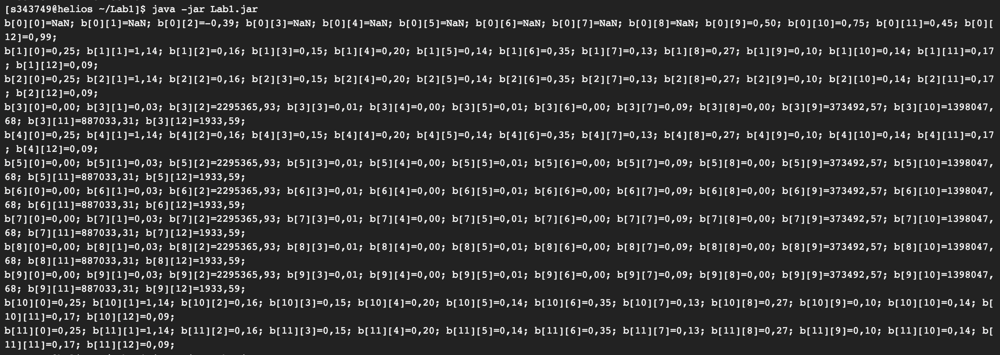 [s343749@helios ~/Lab1]$ java -jar Lab1.jar
b[0][0]=NaN; b[0][1]=NaN; b[0][2]=-0,39; b[0][3]=NaN; b[0][4]=NaN; b[0][5]=NaN; b[0][6]=NaN; b[0][7]=NaN; b[0][8]=NaN; b[0][9]=0,50; b[0][10]=0,75; b[0][11]=0,45; b[0][
12]=0,99;
b[1][0]=0,25; b[1][1]=1,14; b[1][2]=0,16; b[1][3]=0,15; b[1][4]=0,20; b[1][5]=0,14; b[1][6]=0,35; b[1][7]=0,13; b[1][8]=0,27; b[1][9]=0,10; b[1][10]=0,14; b[1][11]=0,17
; b[1][12]=0,09;
b[2][0]=0,25; b[2][1]=1,14; b[2][2]=0,16; b[2][3]=0,15; b[2][4]=0,20; b[2][5]=0,14; b[2][6]=0,35; b[2][7]=0,13; b[2][8]=0,27; b[2][9]=0,10; b[2][10]=0,14; b[2][11]=0,17
; b[2][12]=0,09;
b[3][0]=0,00; b[3][1]=0,03; b[3][2]=2295365,93; b[3][3]=0,01; b[3][4]=0,00; b[3][5]=0,01; b[3][6]=0,00; b[3][7]=0,09; b[3][8]=0,00; b[3][9]=373492,57; b[3][10]=1398047,
68; b[3][11]=887033,31; b[3][12]=1933,59;
b[4][0]=0,25; b[4][1]=1,14; b[4][2]=0,16; b[4][3]=0,15; b[4][4]=0,20; b[4][5]=0,14; b[4][6]=0,35; b[4][7]=0,13; b[4][8]=0,27; b[4][9]=0,10; b[4][10]=0,14; b[4][11]=0,17
; b[4][12]=0,09;
b[5][0]=0,00; b[5][1]=0,03; b[5][2]=2295365,93; b[5][3]=0,01; b[5][4]=0,00; b[5][5]=0,01; b[5][6]=0,00; b[5][7]=0,09; b[5][8]=0,00; b[5][9]=373492,57; b[5][10]=1398047,
68; b[5][11]=887033,31; b[5][12]=1933,59;
b[6][0]=0,00; b[6][1]=0,03; b[6][2]=2295365,93; b[6][3]=0,01; b[6][4]=0,00; b[6][5]=0,01; b[6][6]=0,00; b[6][7]=0,09; b[6][8]=0,00; b[6][9]=373492,57; b[6][10]=1398047,
68; b[6][11]=887033,31; b[6][12]=1933,59;
b[7][0]=0,00; b[7][1]=0,03; b[7][2]=2295365,93; b[7][3]=0,01; b[7][4]=0,00; b[7][5]=0,01; b[7][6]=0,00; b[7][7]=0,09; b[7][8]=0,00; b[7][9]=373492,57; b[7][10]=1398047,
68; b[7][11]=887033,31; b[7][12]=1933,59;
b[8][0]=0,00; b[8][1]=0,03; b[8][2]=2295365,93; b[8][3]=0,01; b[8][4]=0,00; b[8][5]=0,01; b[8][6]=0,00; b[8][7]=0,09; b[8][8]=0,00; b[8][9]=373492,57; b[8][10]=1398047,
68; b[8][11]=887033,31; b[8][12]=1933,59;
b[9][0]=0,00; b[9][1]=0,03; b[9][2]=2295365,93; b[9][3]=0,01; b[9][4]=0,00; b[9][5]=0,01; b[9][6]=0,00; b[9][7]=0,09; b[9][8]=0,00; b[9][9]=373492,57; b[9][10]=1398047,
68; b[9][11]=887033,31; b[9][12]=1933,59;
b[10][0]=0,25; b[10][1]=1,14; b[10][2]=0,16; b[10][3]=0,15; b[10][4]=0,20; b[10][5]=0,14; b[10][6]=0,35; b[10][7]=0,13; b[10][8]=0,27; b[10][9]=0,10; b[10][10]=0,14; b[
10][11]=0,17; b[10][12]=0,09;
b[11][0]=0,25; b[11][1]=1,14; b[11][2]=0,16; b[11][3]=0,15; b[11][4]=0,20; b[11][5]=0,14; b[11][6]=0,35; b[11][7]=0,13; b[11][8]=0,27; b[11][9]=0,10; b[11][10]=0,14; b[
11][11]=0,17; b[11][12]=0,09;